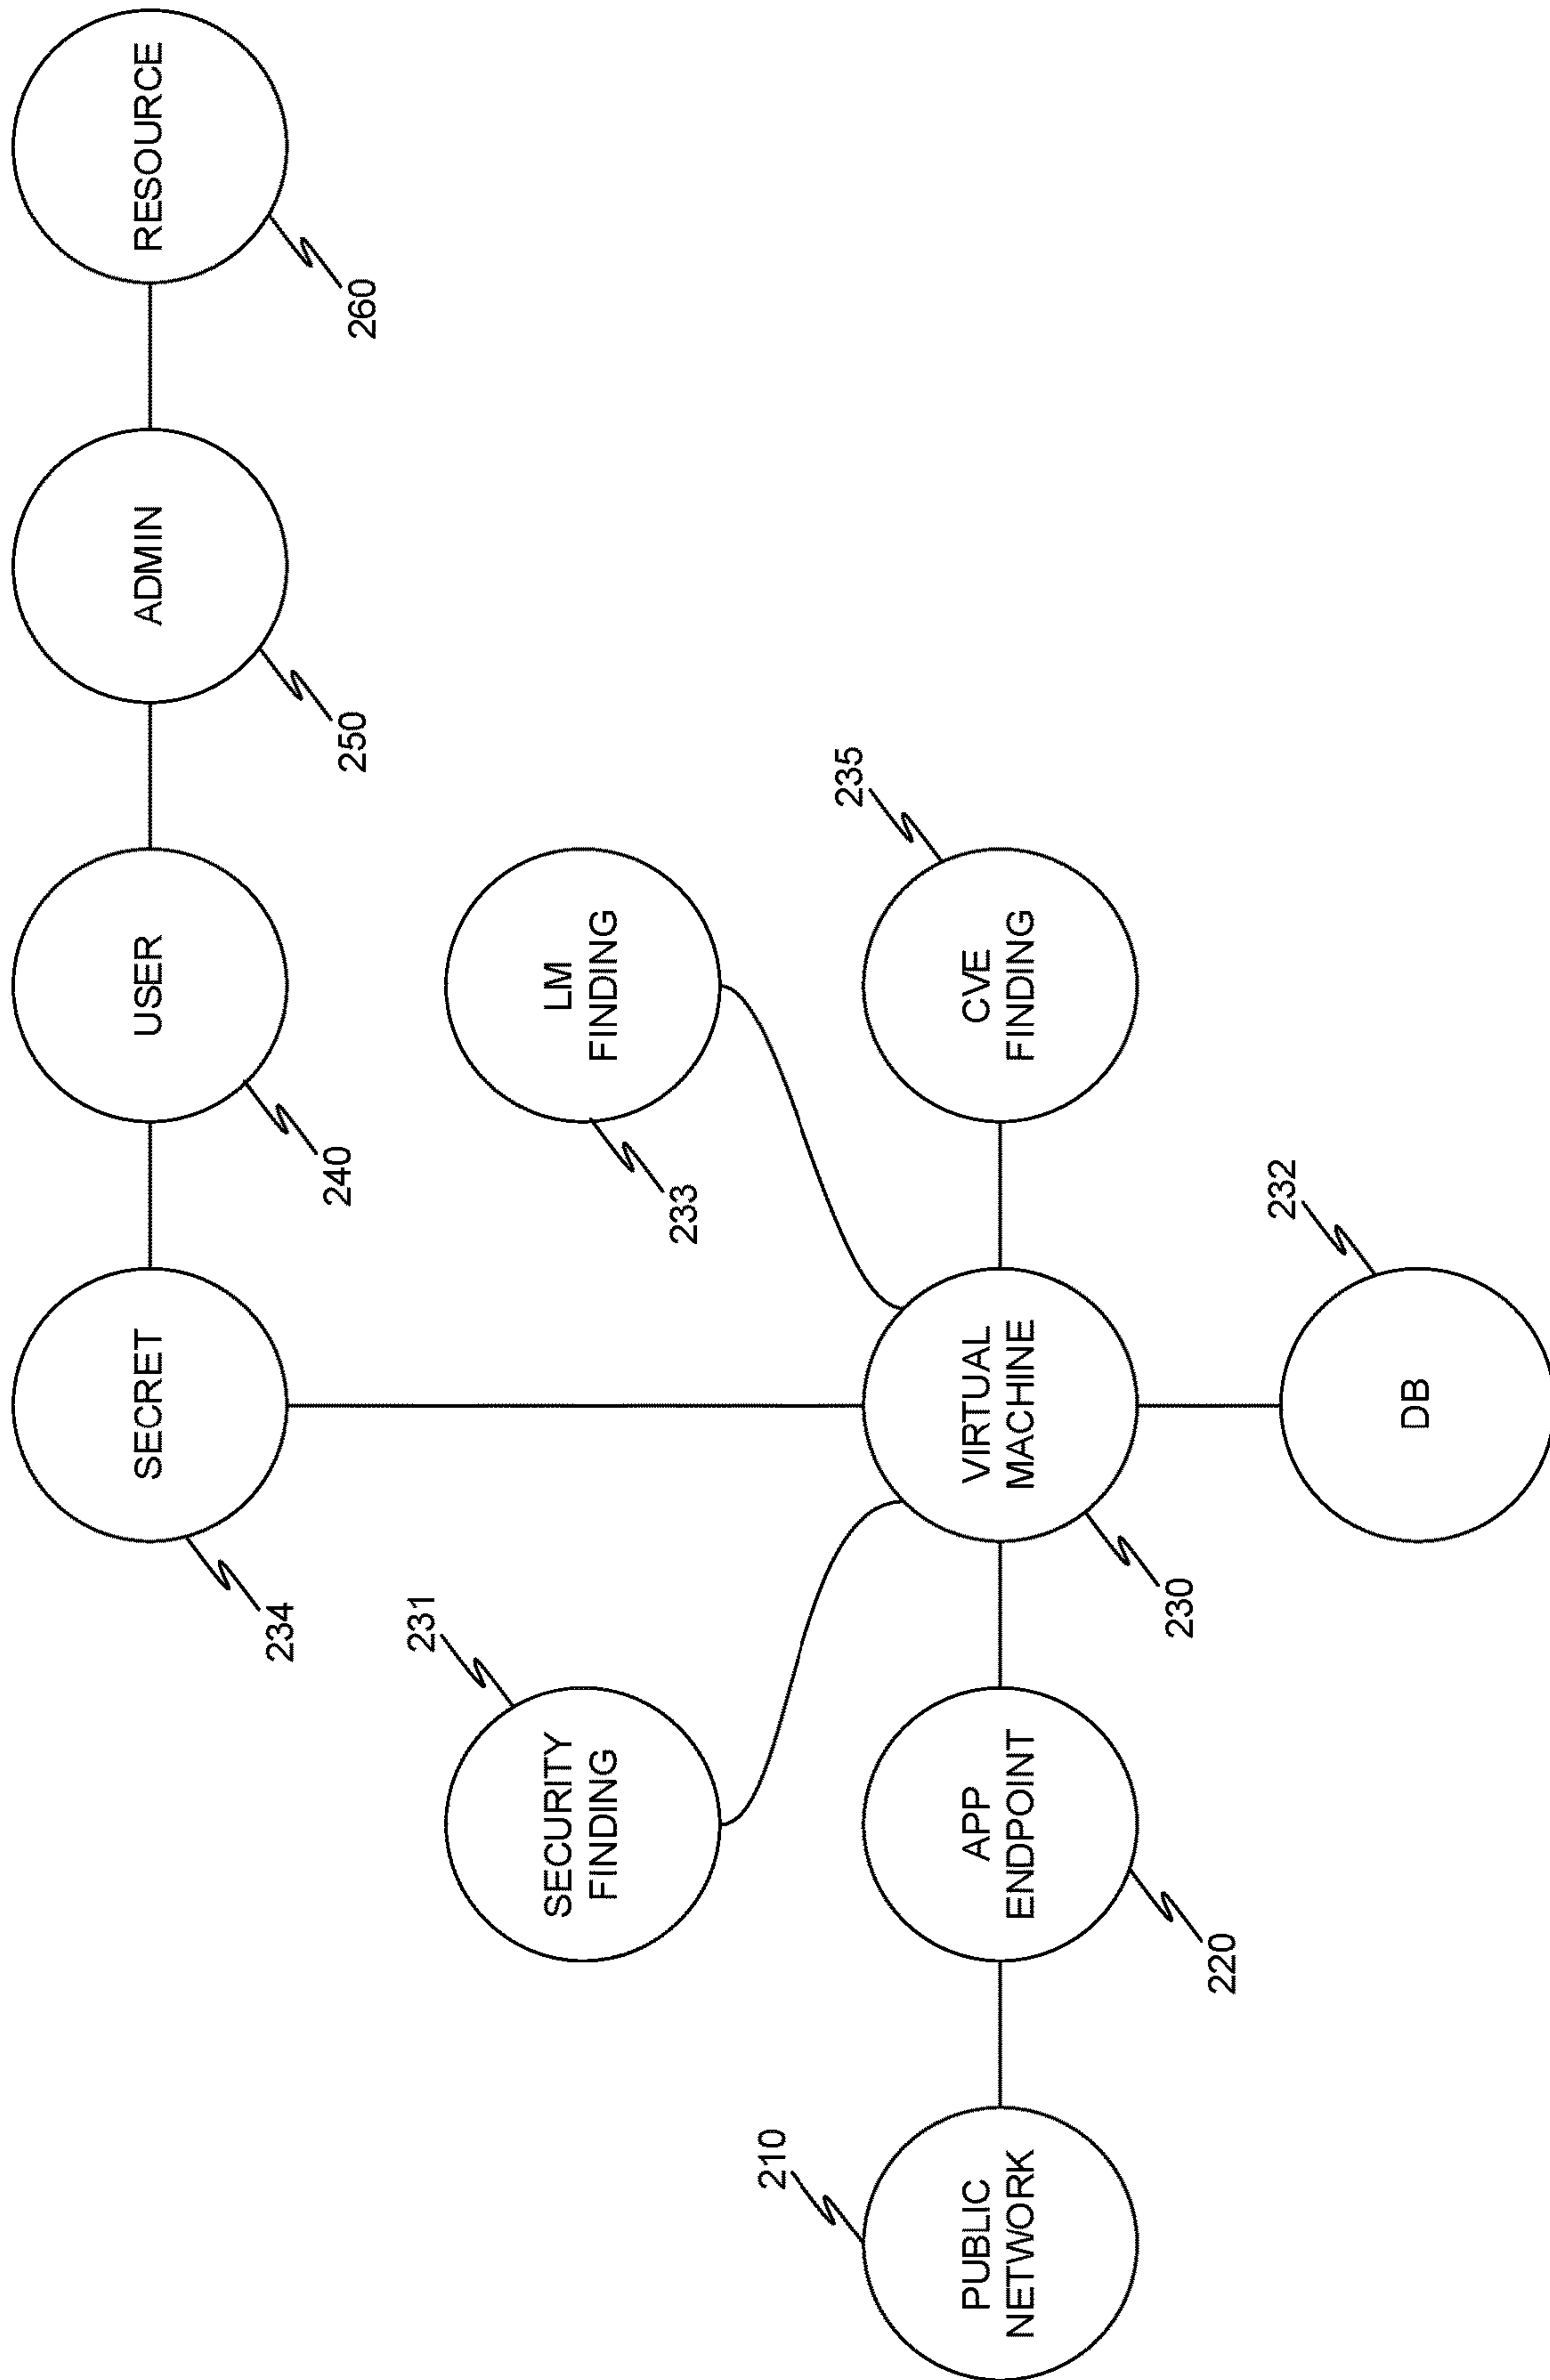 SECRET
234
USER
240
ADMIN
250
RESOURCE
260
SECURITY
FINDING
231
LM
FINDING
233
PUBLIC
NETWORK
210
APP
ENDPOINT
220
VIRTUAL
MACHINE
230
CVE
FINDING
235
DB
232